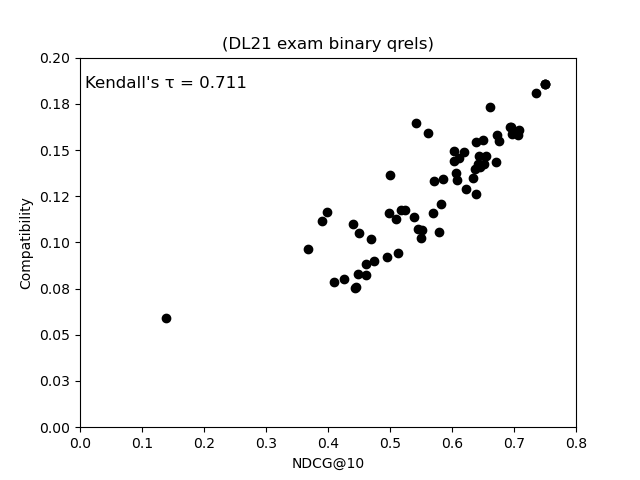 (DL21 exam binary qrels)
Kendall's τ = 0.711
Compatibility
0.20
0.18
0.15
0.12
0.10
0.08
0.05
0.03
0.00
0.0 0.1 0.2 0.3 0.4 0.5 0.6 0.7 0.8
NDCG@10